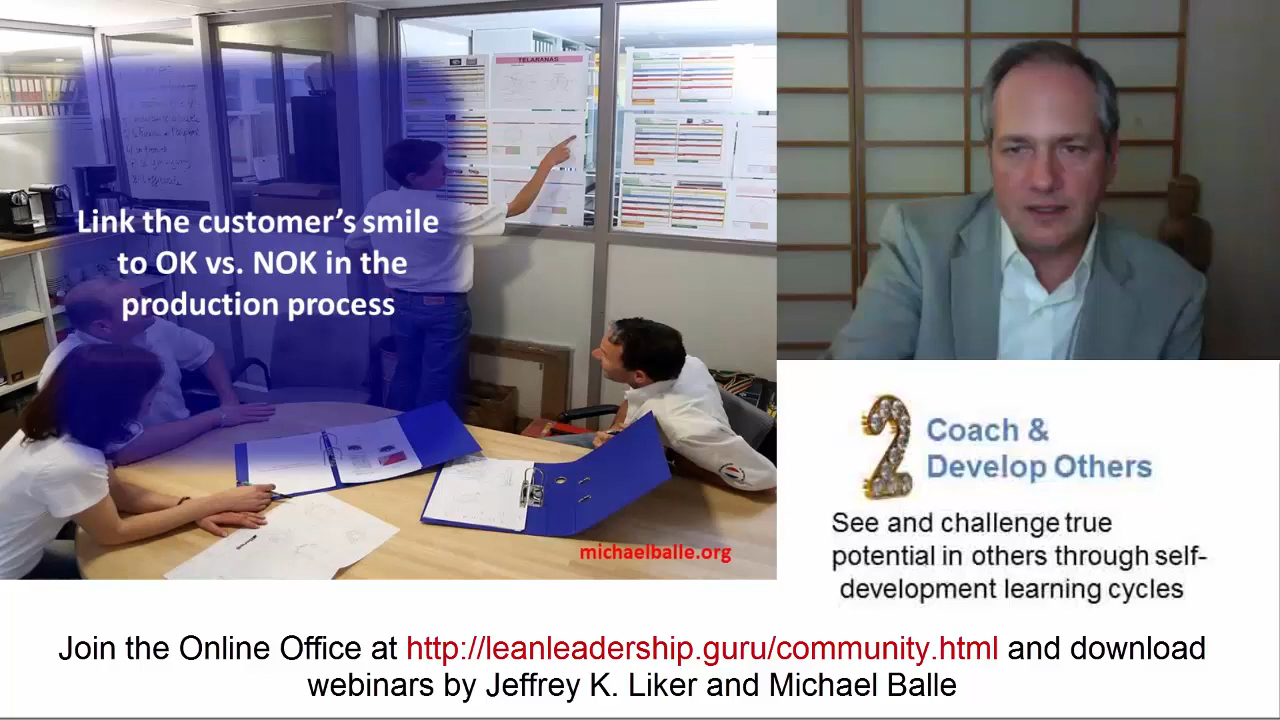 TELARANAS
Link the customer's smile
to OK vs. NOK in the
production process
michaelballe.org
2 Coach &
Develop Others
See and challenge true
potential in others through self-
development learning cycles
Join the Online Office at http://leanleadership.guru/community.html and download
webinars by Jeffrey K. Liker and Michael Balle